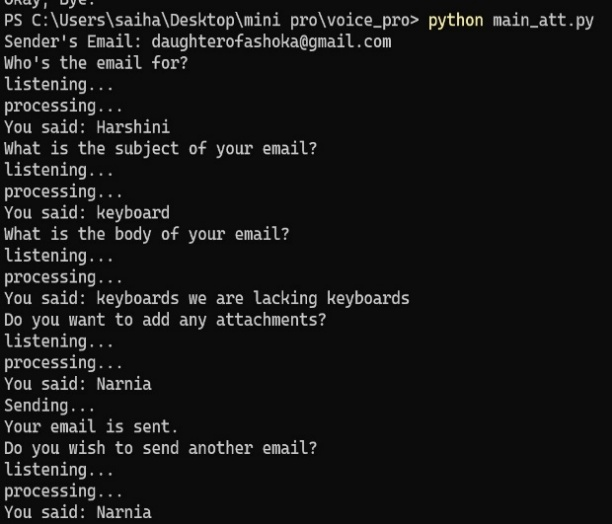 Okay, Bye.
PS C:\Users\saiha\Desktop\mini pro\voice_pro> python main_att.py
Sender's Email: daughterofashoka@gmail.com
Who's the email for?
listening...
processing...
You said: Harshini
What is the subject of your email?
listening...
processing...
You said: keyboard
What is the body of your email?
listening...
processing...
You said: keyboards we are lacking keyboards
Do you want to add any attachments?
listening...
processing...
You said: Narnia
Sending...
Your email is sent.
Do you wish to send another email?
listening...
processing...
You said: Narnia